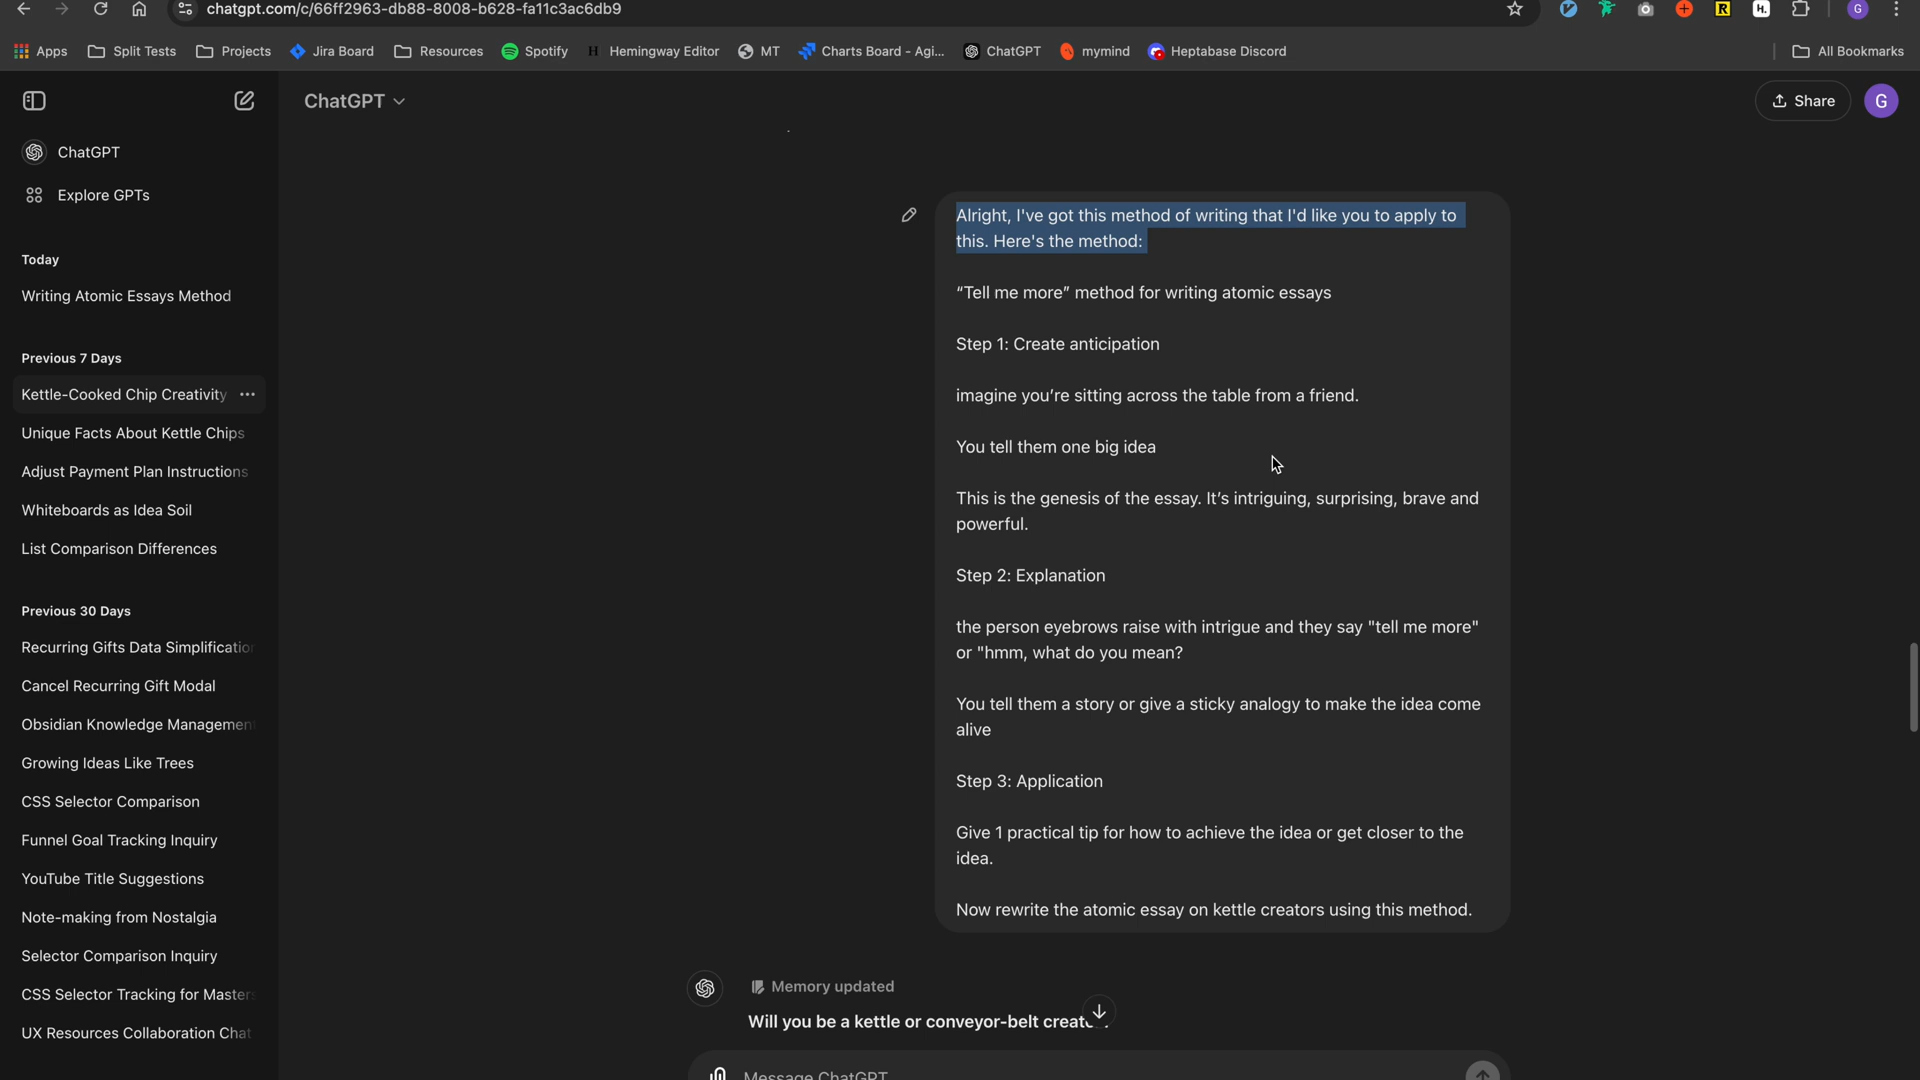 chatgpt.com/c/66ff2963-db88-8008-b628-fa11c3ac6db9
R
h.
G
Apps
Split Tests
Projects
Jira Board
Resources
Spotify
H
Hemingway Editor
MT
Charts Board - Agi...
ChatGPT
mymind
Heptabase Discord
All Bookmarks
ChatGPT
Share
G
ChatGPT
Explore GPTs
Today
Writing Atomic Essays Method
Previous 7 Days
Kettle-Cooked Chip Creativity
Unique Facts About Kettle Chips
Adjust Payment Plan Instructions
Whiteboards as Idea Soil
List Comparison Differences
Previous 30 Days
Recurring Gifts Data Simplificatio
Cancel Recurring Gift Modal
Obsidian Knowledge Managemen
Growing Ideas Like Trees
CSS Selector Comparison
Funnel Goal Tracking Inquiry
YouTube Title Suggestions
Note-making from Nostalgia
Selector Comparison Inquiry
CSS Selector Tracking for Masters
UX Resources Collaboration Chat
Alright, I've got this method of writing that I'd like you to apply to
this. Here's the method:
“Tell me more” method for writing atomic essays
Step 1: Create anticipation
imagine you’re sitting across the table from a friend.
You tell them one big idea
This is the genesis of the essay. It’s intriguing, surprising, brave and
powerful.
Step 2: Explanation
the person eyebrows raise with intrigue and they say "tell me more"
or "hmm, what do you mean?
You tell them a story or give a sticky analogy to make the idea come
alive
Step 3: Application
Give 1 practical tip for how to achieve the idea or get closer to the
idea.
Now rewrite the atomic essay on kettle creators using this method.
Memory updated
Will you be a kettle or conveyor-belt creato
Message ChatGPT